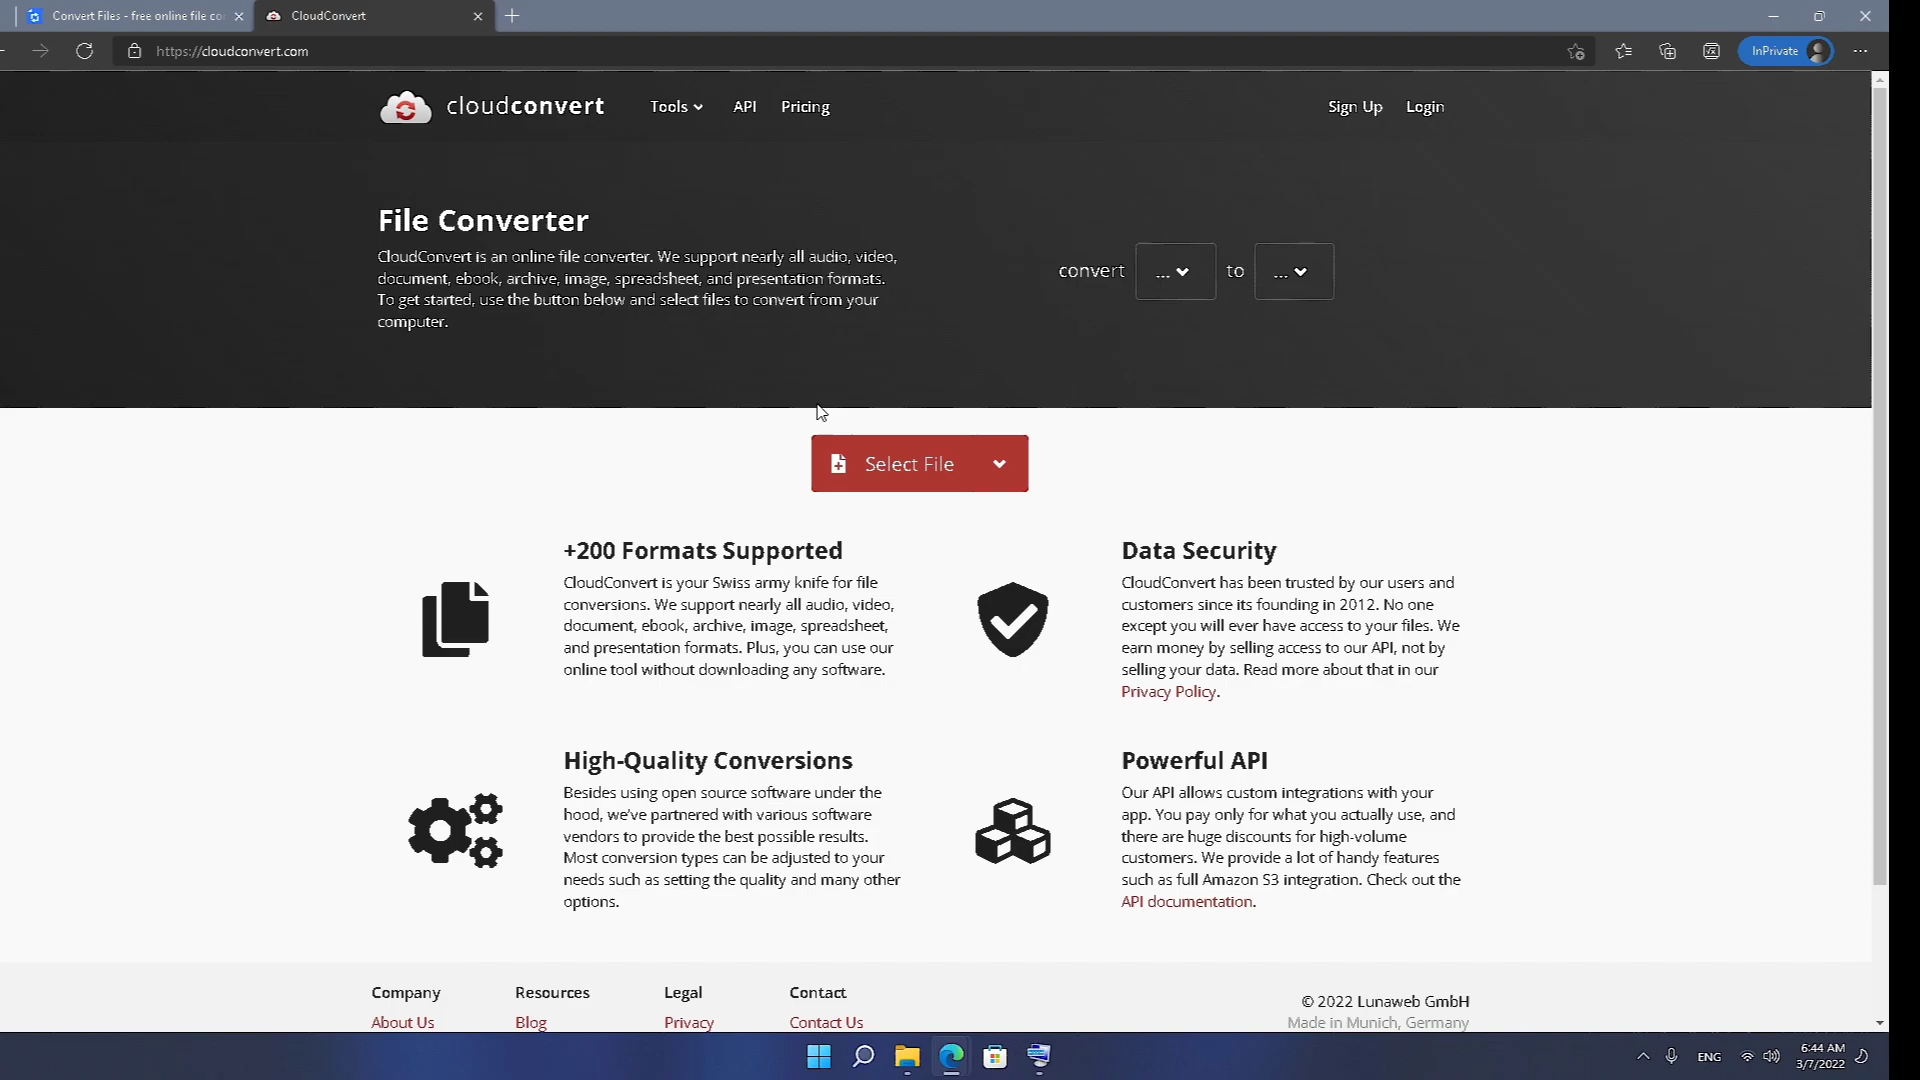 Convert Files - free online file co
CloudConvert
https://cloudconvert.com
InPrivate
cloudconvert
Tools
API
Pricing
Sign Up
Login
File Converter
CloudConvert is an online file converter. We support nearly all audio, video,
document, ebook, archive, image, spreadsheet, and presentation formats.
To get started, use the button below and select files to convert from your
computer.
convert ... to ...
Select File
+200 Formats Supported
CloudConvert is your Swiss army knife for file
conversions. We support nearly all audio, video,
document, ebook, archive, image, spreadsheet,
and presentation formats. Plus, you can use our
online tool without downloading any software.
Data Security
CloudConvert has been trusted by our users and
customers since its founding in 2012. No one
except you will ever have access to your files. We
earn money by selling access to our API, not by
selling your data. Read more about that in our
Privacy Policy.
High-Quality Conversions
Besides using open source software under the
hood, we've partnered with various software
vendors to provide the best possible results.
Most conversion types can be adjusted to your
needs such as setting the quality and many other
options.
Powerful API
Our API allows custom integrations with your
app. You pay only for what you actually use, and
there are huge discounts for high-volume
customers. We provide a lot of handy features
such as full Amazon S3 integration. Check out the
API documentation.
Company
About Us
Resources
Blog
Legal
Privacy
Contact
Contact Us
© 2022 Lunaweb GmbH
Made in Munich, Germany
ENG
6:44 AM
3/7/2022